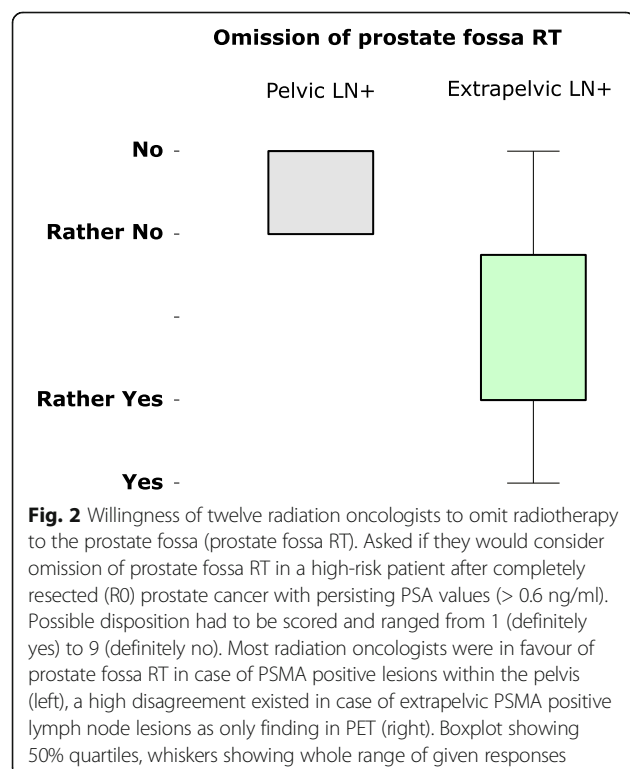 Omission of prostate fossa RT
Pelvic LN+ Extrapelvic LN+
No -
Rather No -
-
Rather Yes -
Yes -
Fig. 2 Willingness of twelve radiation oncologists to omit radiotherapy
to the prostate fossa (prostate fossa RT). Asked if they would consider
omission of prostate fossa RT in a high-risk patient after completely
resected (R0) prostate cancer with persisting PSA values (> 0.6 ng/ml).
Possible disposition had to be scored and ranged from 1 (definitely
yes) to 9 (definitely no). Most radiation oncologists were in favour of
prostate fossa RT in case of PSMA positive lesions within the pelvis
(left), a high disagreement existed in case of extrapelvic PSMA positive
lymph node lesions as only finding in PET (right). Boxplot showing
50% quartiles, whiskers showing whole range of given responses